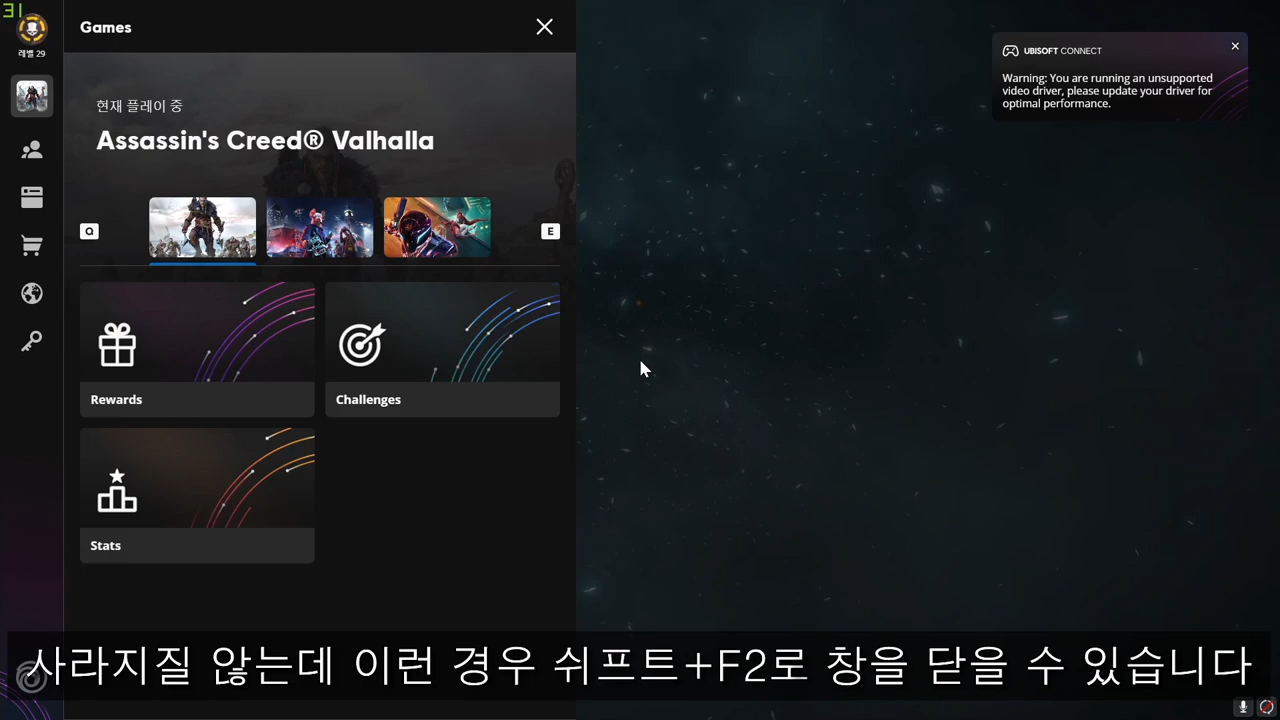 31
레벨 29
Games
현재 플레이 중
Assassin's Creed® Valhalla
Q
E
Rewards
Challenges
Stats
UBISOFT CONNECT
Warning: You are running an unsupported
video driver, please update your driver for
optimal performance.
사라지질 않는데 이런 경우 쉬프트+F2로 창을 닫을 수 있습니다